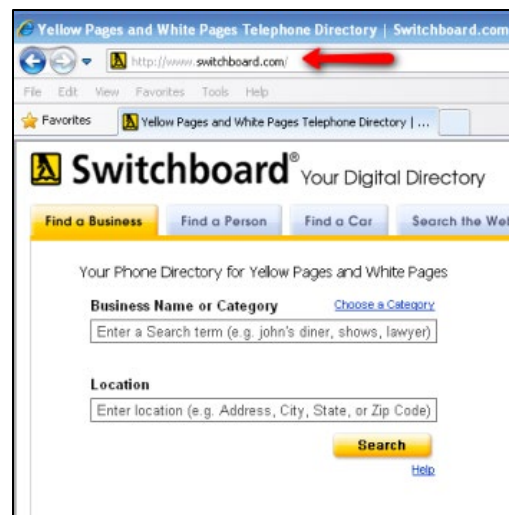 Yellow Pages and White Pages Telephone Directory | Switchboard.com
http://www.switchboard.com/
File Edit View Favorites Tools Help
Favorites Yellow Pages and White Pages Telephone Directory | ...
Switchboard® Your Digital Directory
Find a Business Find a Person Find a Car Search the
Your Phone Directory for Yellow Pages and White Pages
Business Name or Category Choose a Category
Enter a Search term (e.g. john's diner, shows, lawyer)
Location
Enter location (e.g. Address, City, State, or Zip Code)
Search
Help